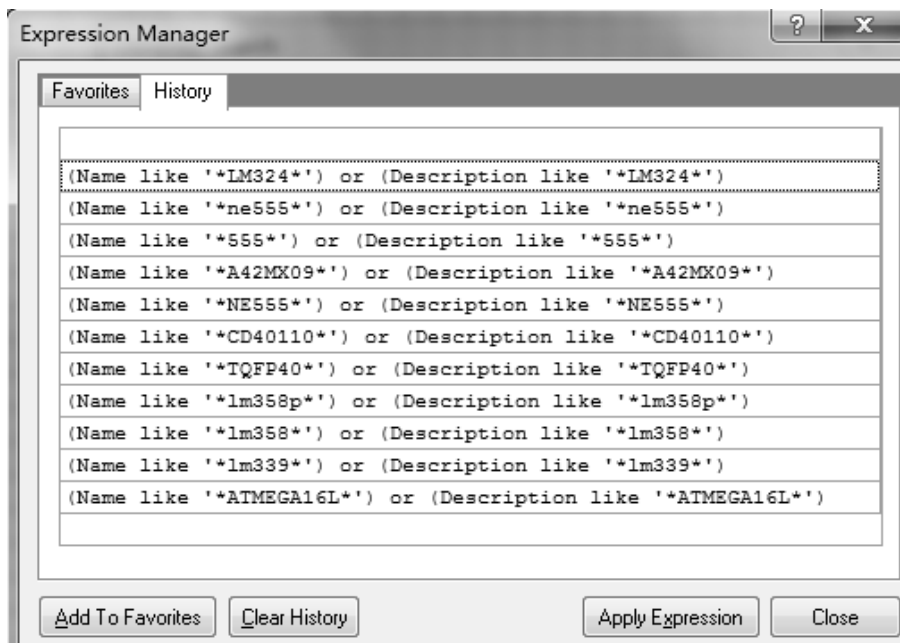 Expression Manager
?
X
Favorites History
(Name like '*LM324*') or (Description like '*LM324*')
(Name like '*ne555*') or (Description like '*ne555*')
(Name like '*555*') or (Description like '*555*')
(Name like '*A42MX09*') or (Description like '*A42MX09*')
(Name like '*NE555*') or (Description like '*NE555*')
(Name like '*CD40110*') or (Description like '*CD40110*')
(Name like '*TQFP40*') or (Description like '*TQFP40*')
(Name like '*lm358p*') or (Description like '*lm358p*')
(Name like '*lm358*') or (Description like '*lm358*')
(Name like '*lm339*') or (Description like '*lm339*')
(Name like '*ATMEGA16L*') or (Description like '*ATMEGA16L*')
Add To Favorites Clear History Apply Expression Close